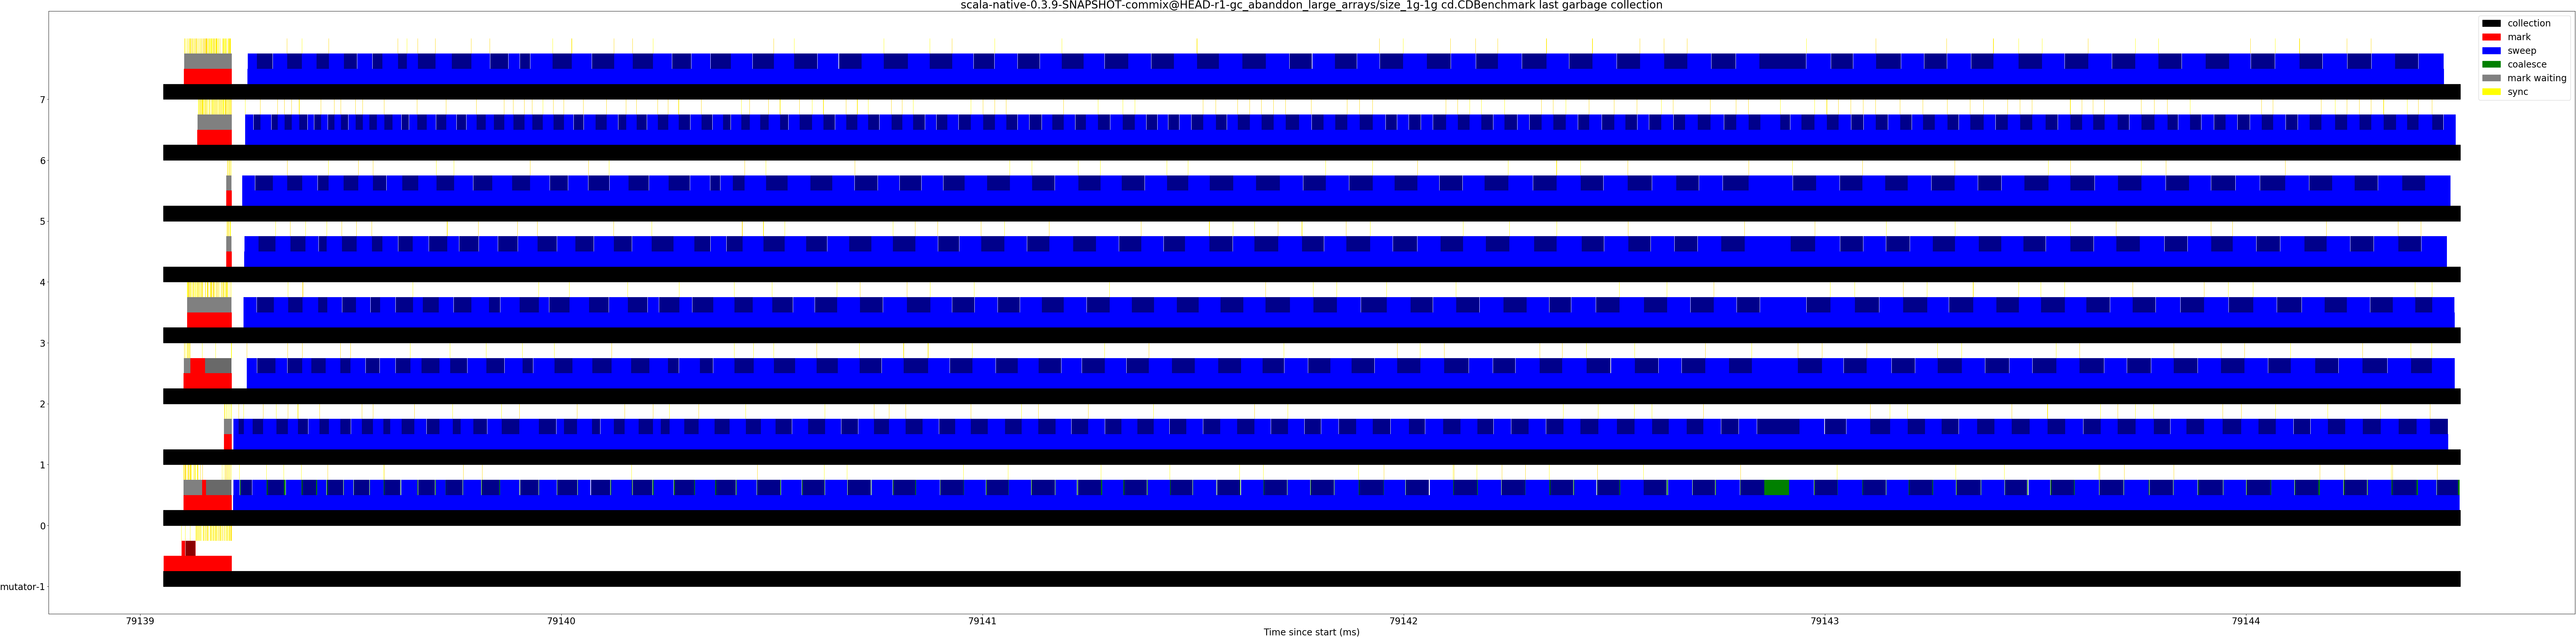 scala-native-0.3.9-SNAPSHOT-commix@HEAD-r1-gc_abanddon_large_arrays/size_1g-1g cd.CDBenchmark last garbage collection
collection
mark
sweep
coalesce
mark waiting
sync
7
6
5
4
3
2
1
0
mutator-1
79139 79140 79141 79142 79143 79144
Time since start (ms)